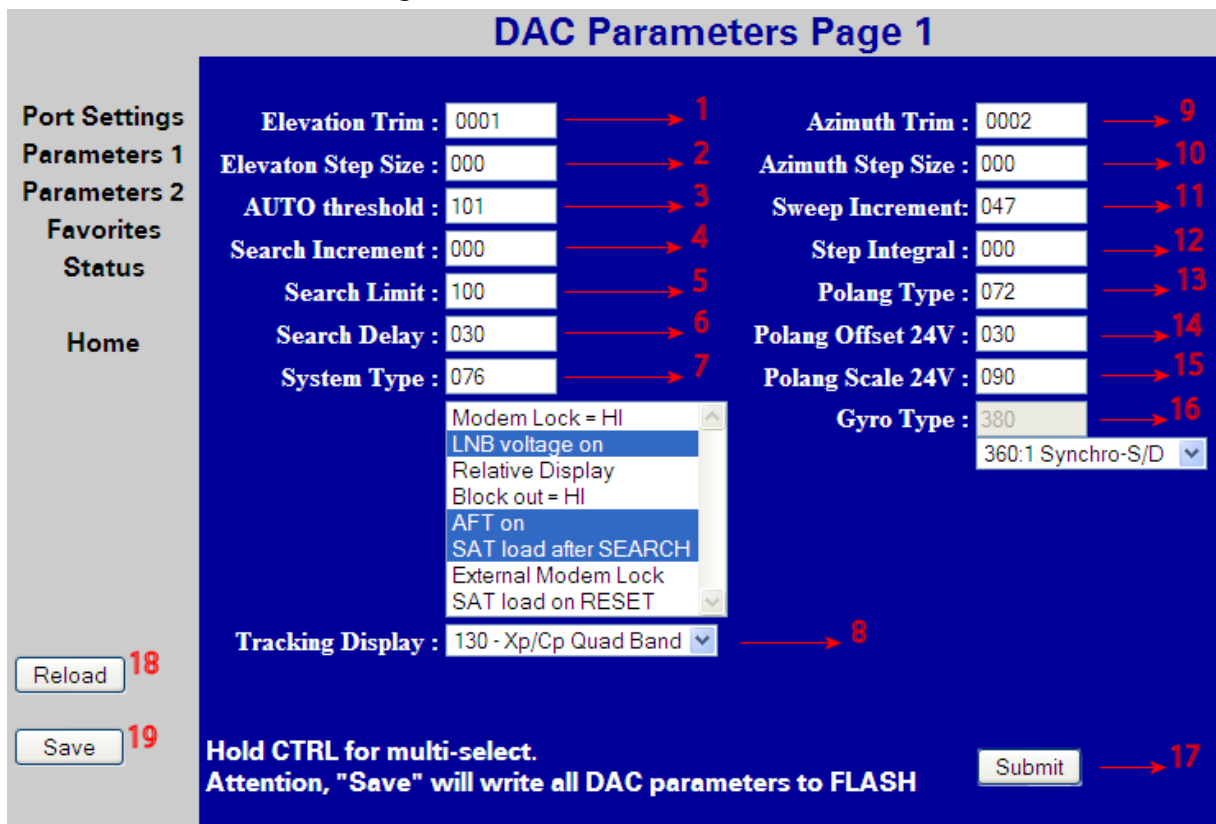 DAC Parameters Page 1
Port Settings
Parameters 1
Parameters 2
Favorites
Status
Home
Elevation Trim : 0001 1
Elevaton Step Size : 000 2
AUTO threshold : 101 3
Search Increment : 000 4
Search Limit : 100 5
Search Delay : 030 6
System Type : 076 7
Modem Lock = HI
LNB voltage on
Relative Display
Block out = HI
AFT on
SAT load after SEARCH
External Modem Lock
SAT load on RESET
Tracking Display : 130 - Xp/Cp Quad Band 8
Azimuth Trim : 0002 9
Azimuth Step Size : 000 10
Sweep Increment: 047 11
Step Integral : 000 12
Polang Type : 072 13
Polang Offset 24V : 030 14
Polang Scale 24V : 090 15
Gyro Type : 380 16
360:1 Synchro-S/D
Reload 18
Save 19
Hold CTRL for multi-select.
Attention, "Save" will write all DAC parameters to FLASH
Submit 17